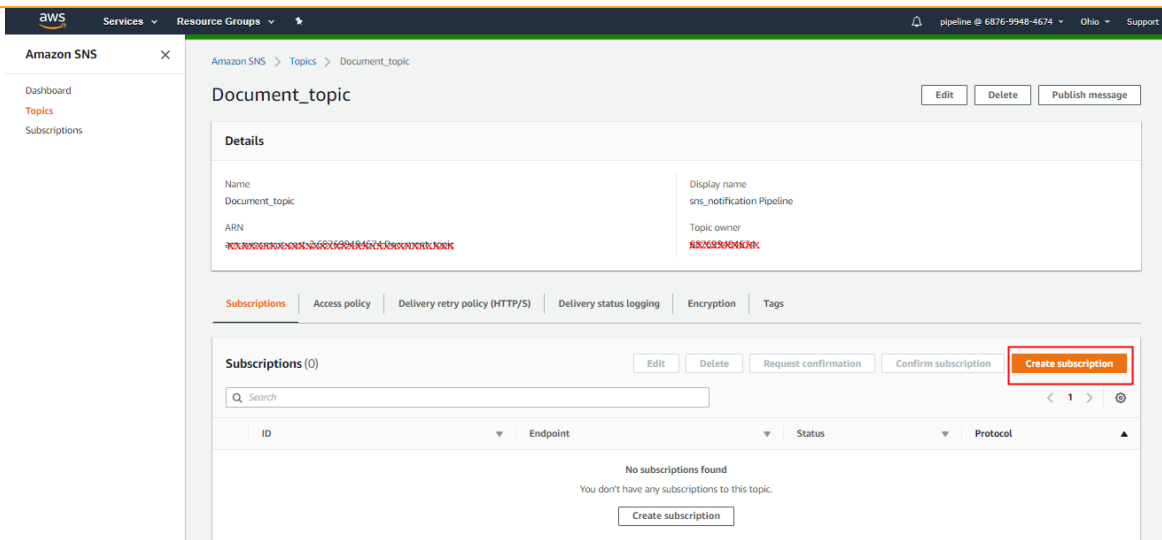 aws Services Resource Groups pipeline @ 6876-9948-4674 Ohio Support
Amazon SNS
Dashboard
Topics
Subscriptions
Amazon SNS > Topics > Document_topic
Document_topic
Edit Delete Publish message
Details
Name
Document_topic
ARN
Display name
sns_notification Pipeline
Topic owner
Subscriptions Access policy Delivery retry policy (HTTP/S) Delivery status logging Encryption Tags
Subscriptions (0) Edit Delete Request confirmation Confirm subscription Create subscription
Search
1
ID Endpoint Status Protocol
No subscriptions found
You don't have any subscriptions to this topic.
Create subscription